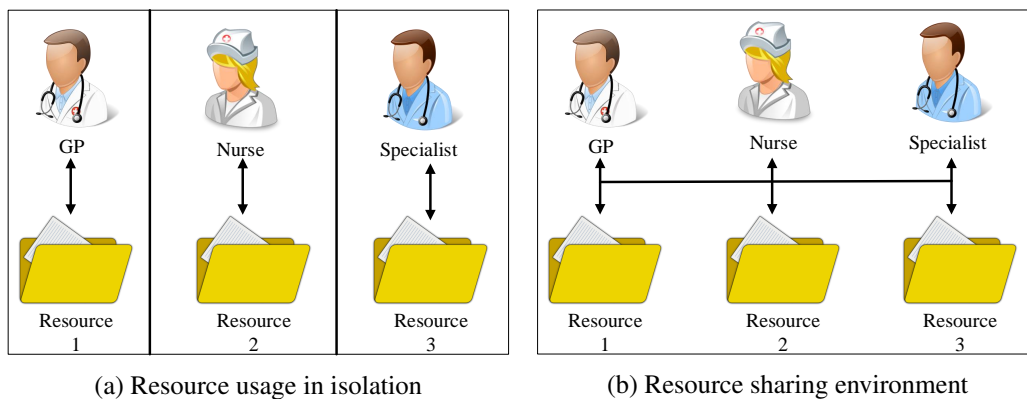 GP
Nurse
Specialist
Resource
1
Resource
2
Resource
3
(a) Resource usage in isolation
GP
Nurse
Specialist
Resource
1
Resource
2
Resource
3
(b) Resource sharing environment